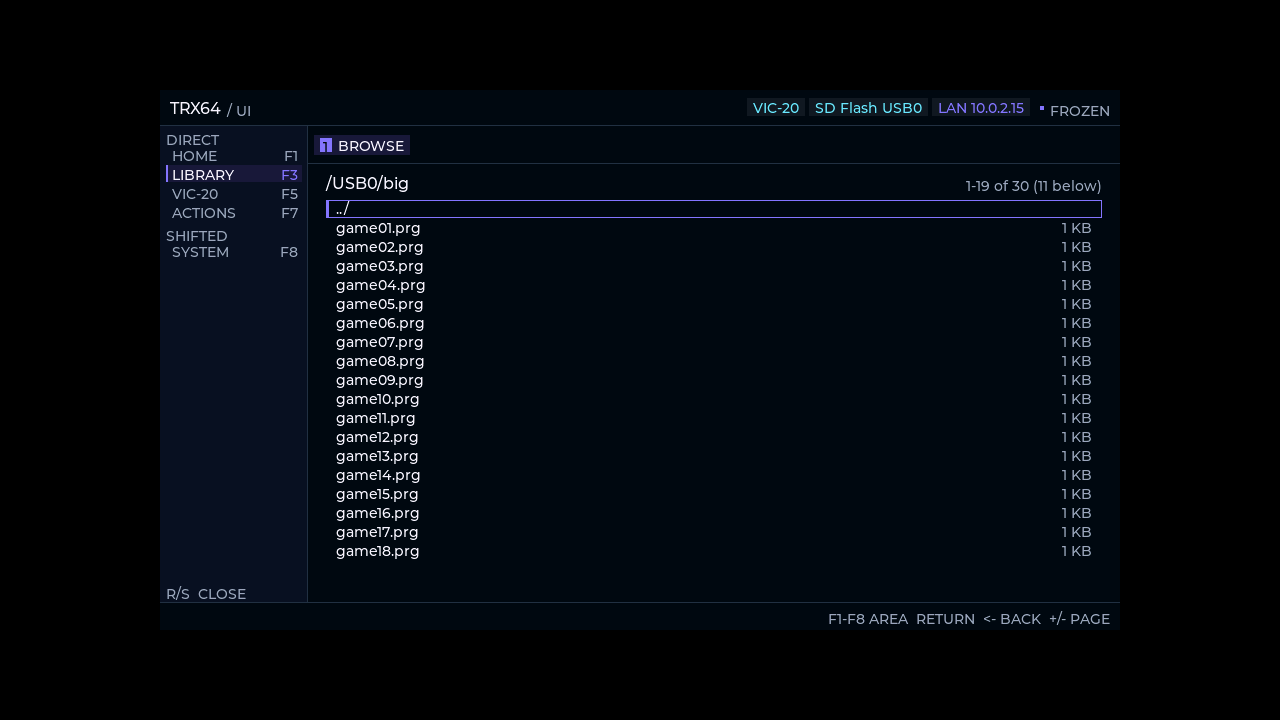 TRX64 / UI VIC-20 SD Flash USB0 LAN 10.0.2.15 FROZEN
DIRECT
HOME F1
LIBRARY F3
VIC-20 F5
ACTIONS F7
SHIFTED
SYSTEM F8
R/S CLOSE
1 BROWSE
/USB0/big 1-19 of 30 (11 below)
../
game01.prg 1 KB
game02.prg 1 KB
game03.prg 1 KB
game04.prg 1 KB
game05.prg 1 KB
game06.prg 1 KB
game07.prg 1 KB
game08.prg 1 KB
game09.prg 1 KB
game10.prg 1 KB
game11.prg 1 KB
game12.prg 1 KB
game13.prg 1 KB
game14.prg 1 KB
game15.prg 1 KB
game16.prg 1 KB
game17.prg 1 KB
game18.prg 1 KB
F1-F8 AREA RETURN <- BACK +/- PAGE